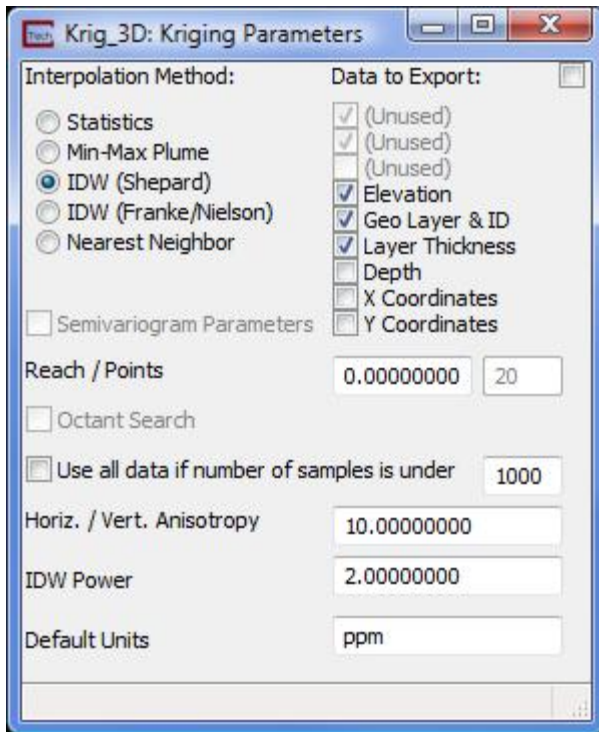 Tech Krig_3D: Kriging Parameters
Interpolation Method: Data to Export:
Statistics
Min-Max Plume
IDW (Shepard)
IDW (Franke/Nielson)
Nearest Neighbor
(Unused)
(Unused)
(Unused)
Elevation
Geo Layer & ID
Layer Thickness
Depth
X Coordinates
Y Coordinates
Semivariogram Parameters
Reach / Points 0.00000000 20
Octant Search
Use all data if number of samples is under 1000
Horiz. / Vert. Anisotropy 10.00000000
IDW Power 2.00000000
Default Units ppm